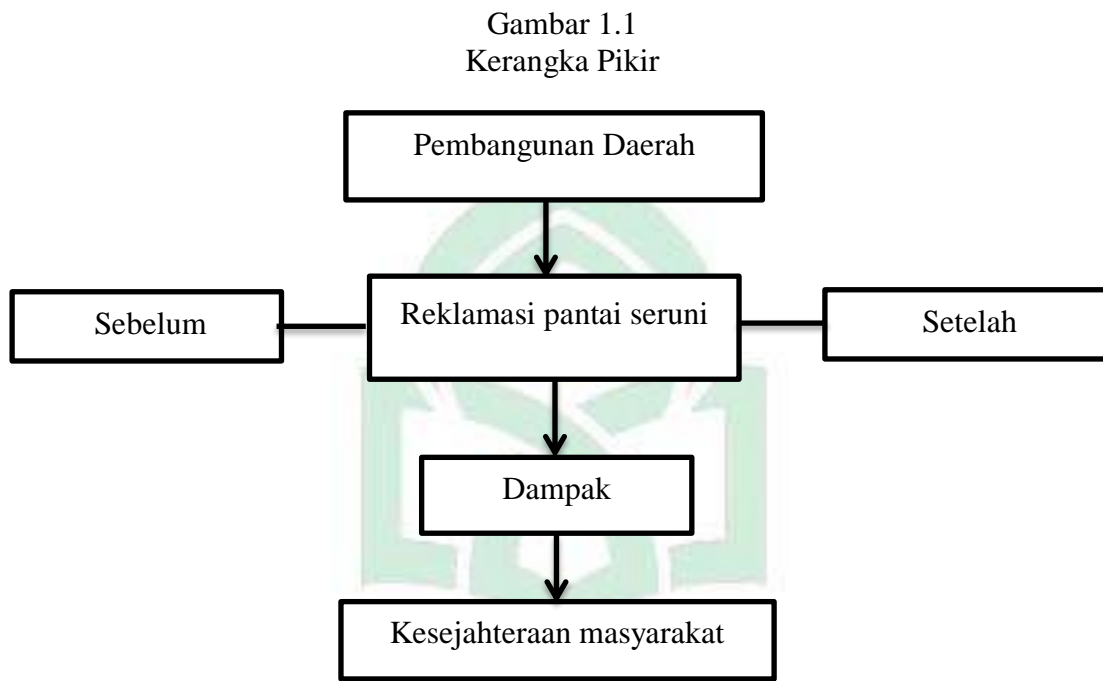 Gambar 1.1
Kerangka Pikir
Pembangunan Daerah
Sebelum
Reklamasi pantai seruni
Setelah
Dampak
Kesejahteraan masyarakat